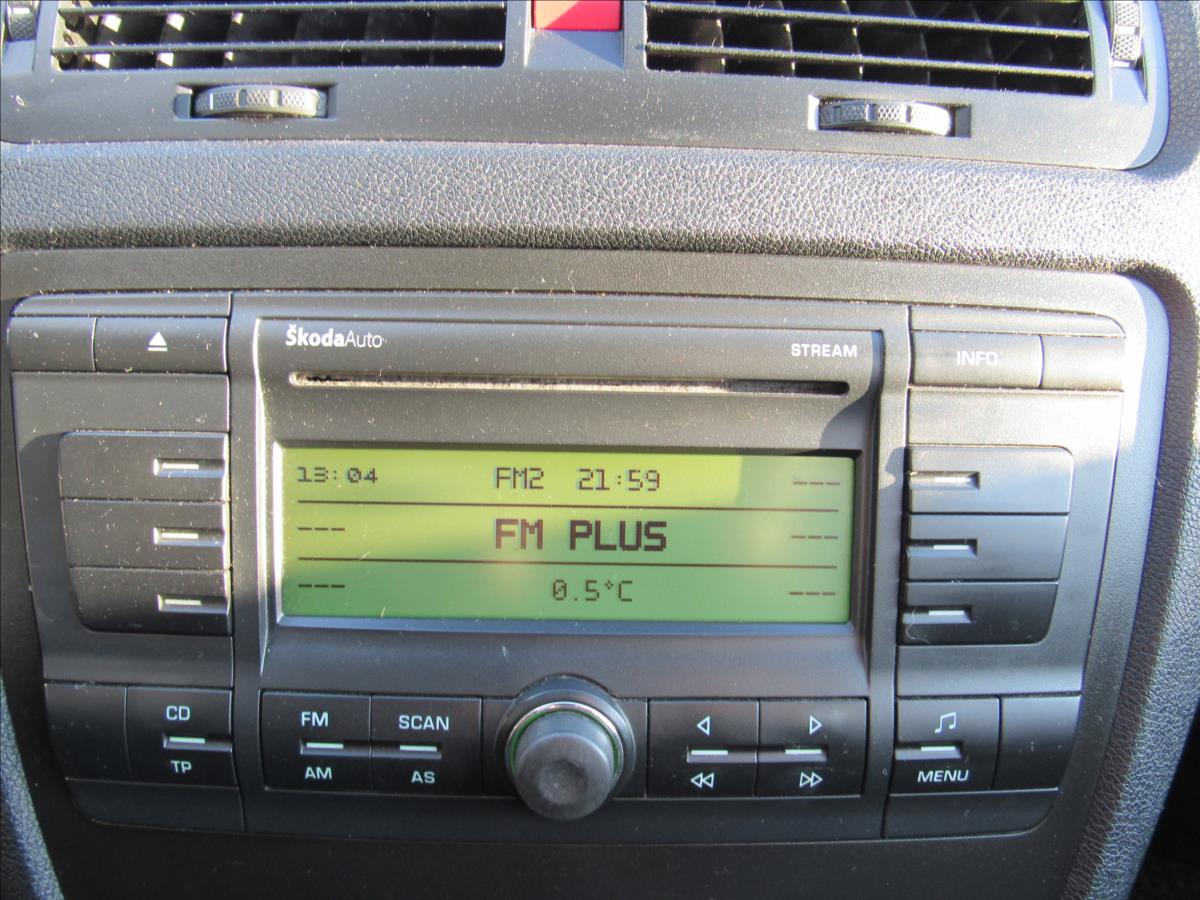 ŠkodaAuto
STREAM
INFO
13:04 FM2 21:59 ---
--- FM PLUS ---
--- 0.5°C ---
CD
TP
FM
AM
SCAN
AS
MENU